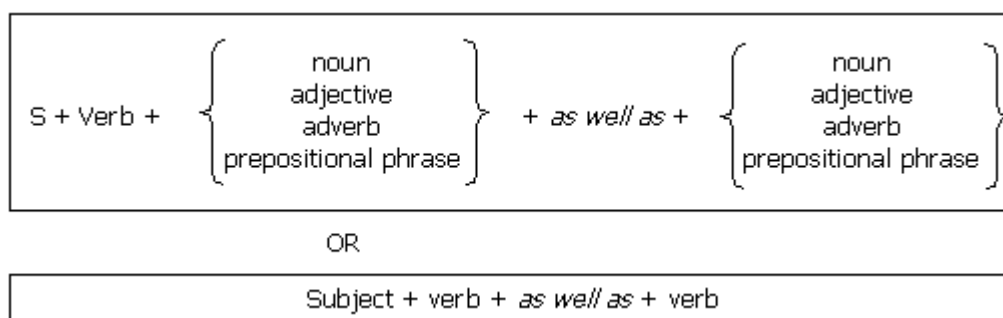 noun noun
adjective adjective
S + Verb + + as well as +
adverb adverb
prepositional phrase prepositional phrase
OR
Subject + verb + as well as + verb